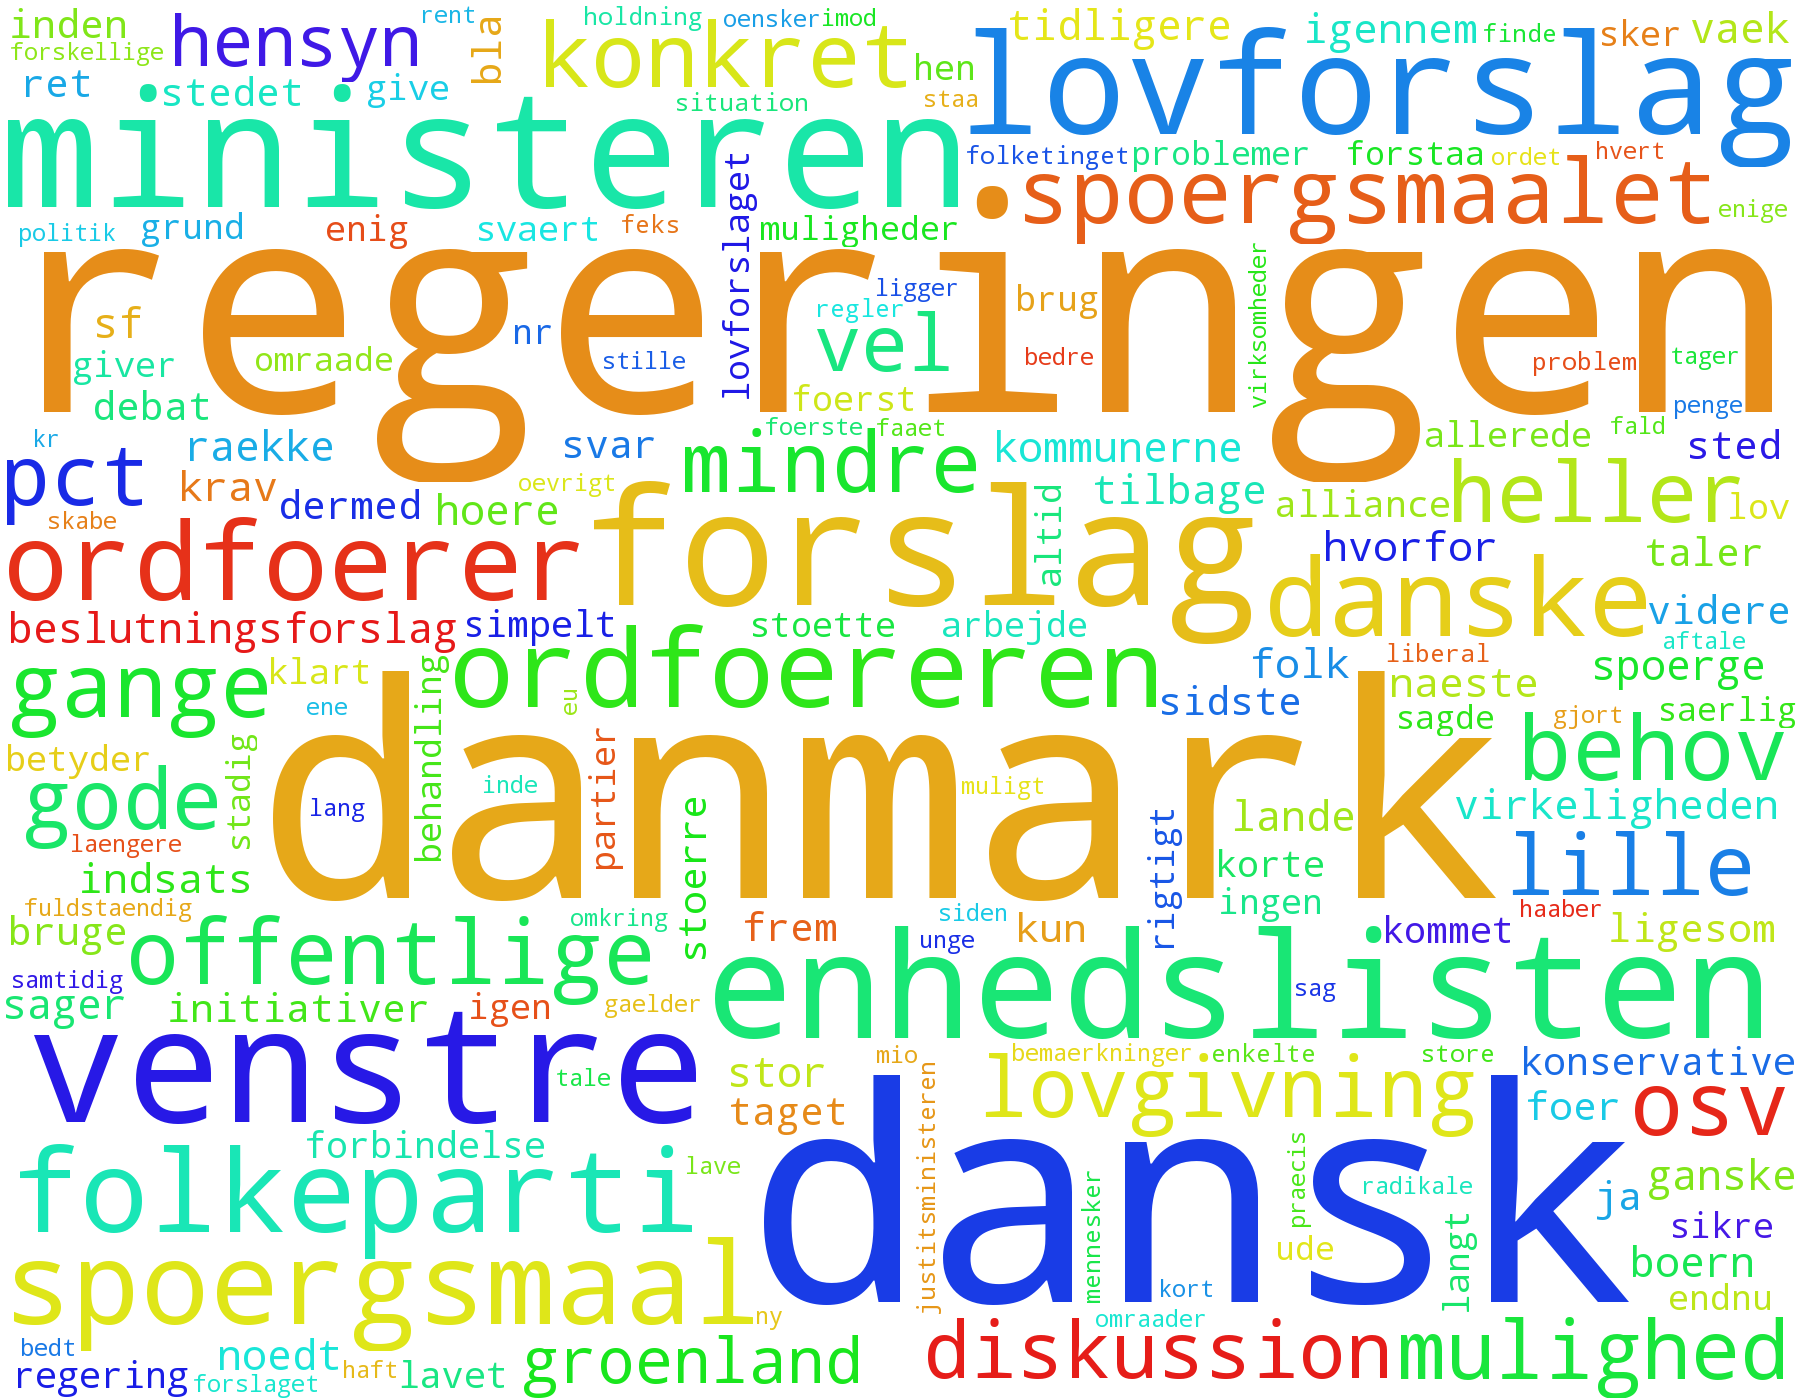 inden hensyn rent bla konkret holdning oensker imod lovforslag tidligere igennem finde sker vaek
forskellige ret stedet give situation hen staa
ministeren folketinget problemer forstaa ordet hvert
spoergsmaalet enige
politik grund enig svaert feks lovforslaget muligheder
regeringen
sf nr ligger regler brug virksomheder
giver omraade stille vel bedre problem tager
debat foerst penge
kr raekke svar foerste faaet kommunerne allerede fald sted
pct krav dermed hoere oevrigt mindre altid tilbage alliance heller lov
skabe ordfoerer forslag hvorfor taler
danske
beslutningsforslag simpelt stoette arbejde videre
aftale
gange klart behandling ordfoereren eu folk liberal spoerge
ene sidste naeste saerlig
sagde gjort
betyder stadig danmark behov
gode lang inde partier muligt lande virkeligheden
laengere stoerre rigtigt korte lille
indsats ingen
fuldstaendig omkring siden haaber
bruge offentlige frem unge kun kommet ligesom
samtidig enhedslisten sag
sager initiativer igen gaelder
venstre tale mio bemaerkninger enkelte store konservative
stor lovgivning osv
taget foer
forbindelse lave justitsministeren dansk praecis ganske
folkeparti mennesker radikale ja
langt sikre
spoergsmaal ude boern
kort endnu
ny omraader
bedt noedt groenland diskussion mulighed
regering forslaget haft lavet